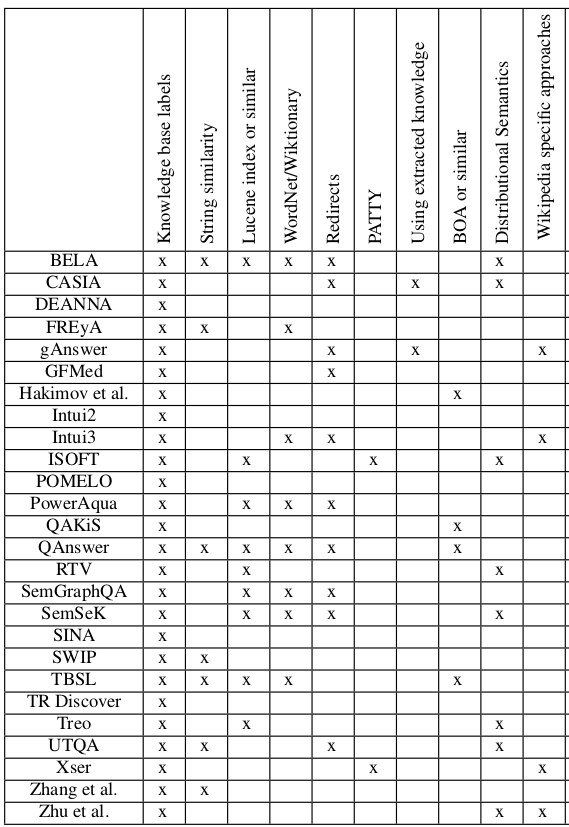 Knowledge base labels
String similarity
Lucene index or similar
WordNet/Wiktionary
Redirects
PATTY
Using extracted knowledge
BOA or similar
Distributional Semantics
Wikipedia specific approaches
BELA x x x x x x
CASIA x x x x
DEANNA x
FREyA x x x
gAnswer x x x x
GFMed x x
Hakimov et al. x x
Intui2 x
Intui3 x x x x
ISOFT x x x x
POMELO x
PowerAqua x x x x
QAKiS x x
QAnswer x x x x x x
RTV x x x
SemGraphQA x x x x
SemSeK x x x x x
SINA x
SWIP x x
TBSL x x x x x
TR Discover x
Treo x x x
UTQA x x x x
Xser x x x
Zhang et al. x x
Zhu et al. x x x